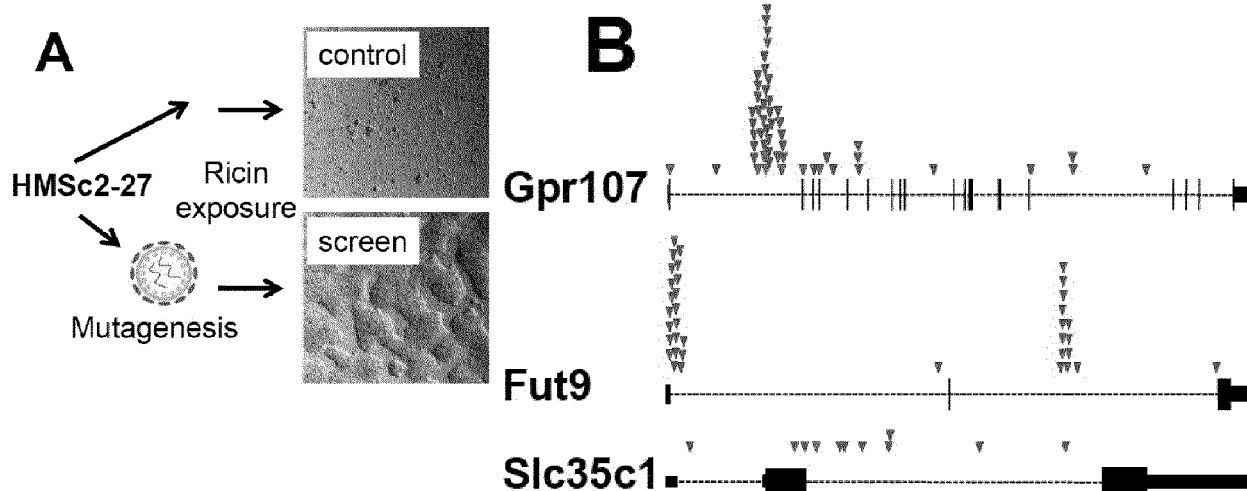 A
control
HMSc2-27
Ricin
exposure
screen
Mutagenesis
B
Gpr107
Fut9
Slc35c1